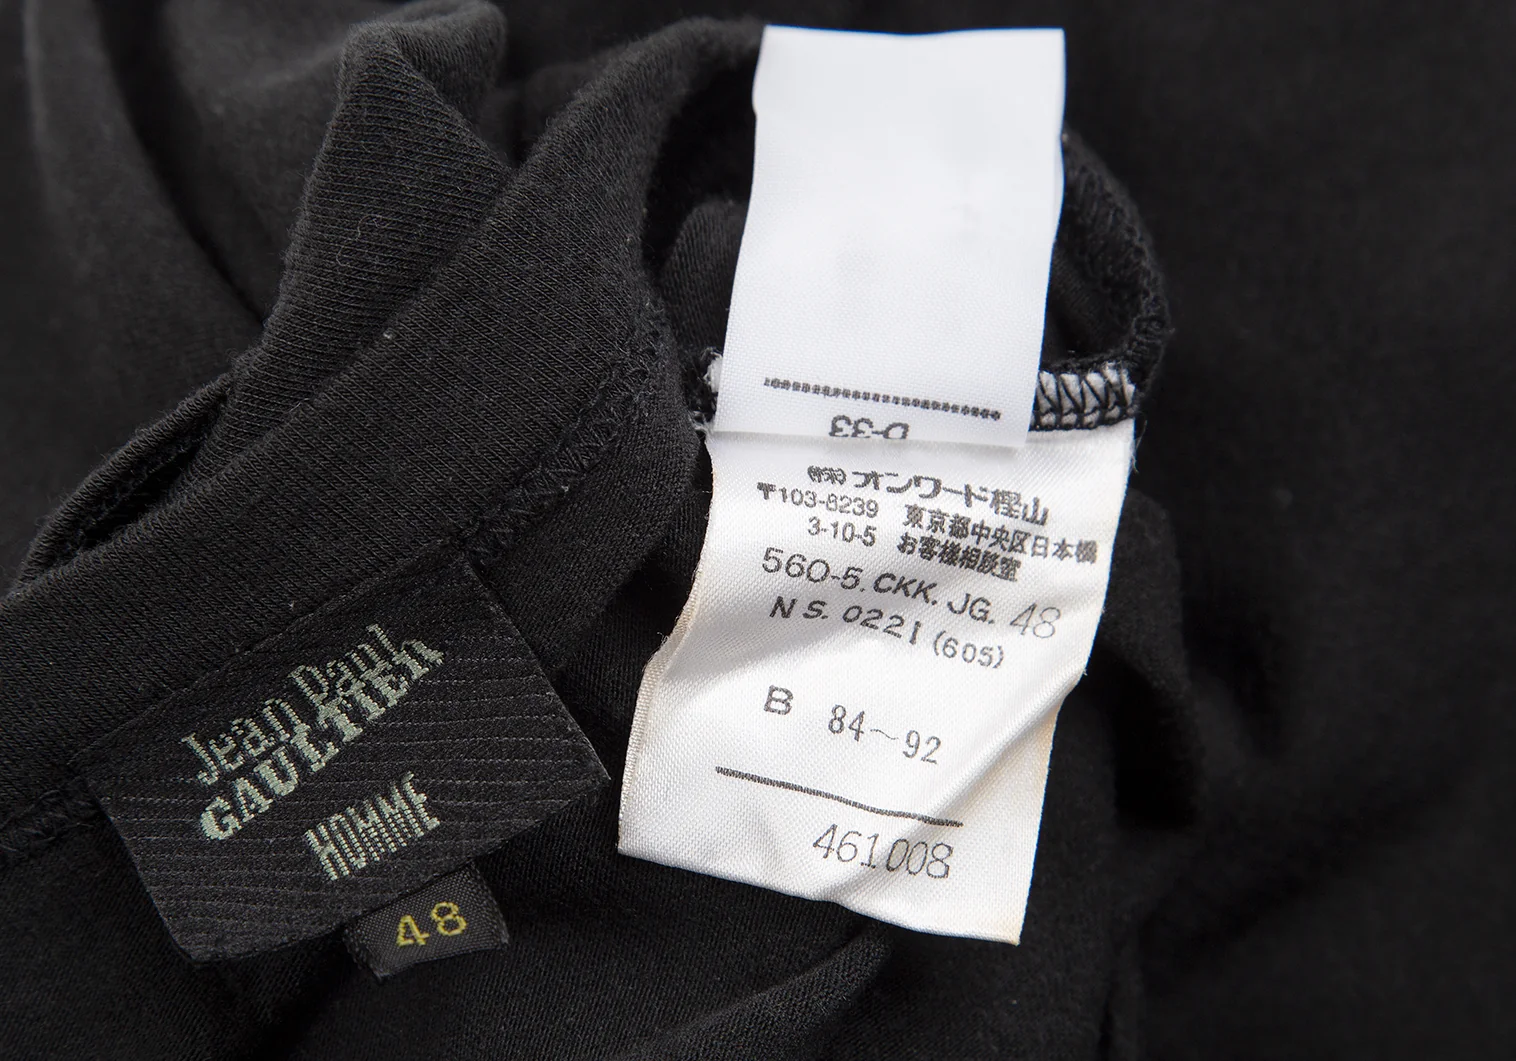 Jean Paul
GAULTIER
HOMME
48
D-33
(株)オンワード樫山
〒103-8239 東京都中央区日本橋
3-10-5 お客様相談室
560-5. CKK. JG. 48
N S. 0221 (605)
B 84〜92
461008